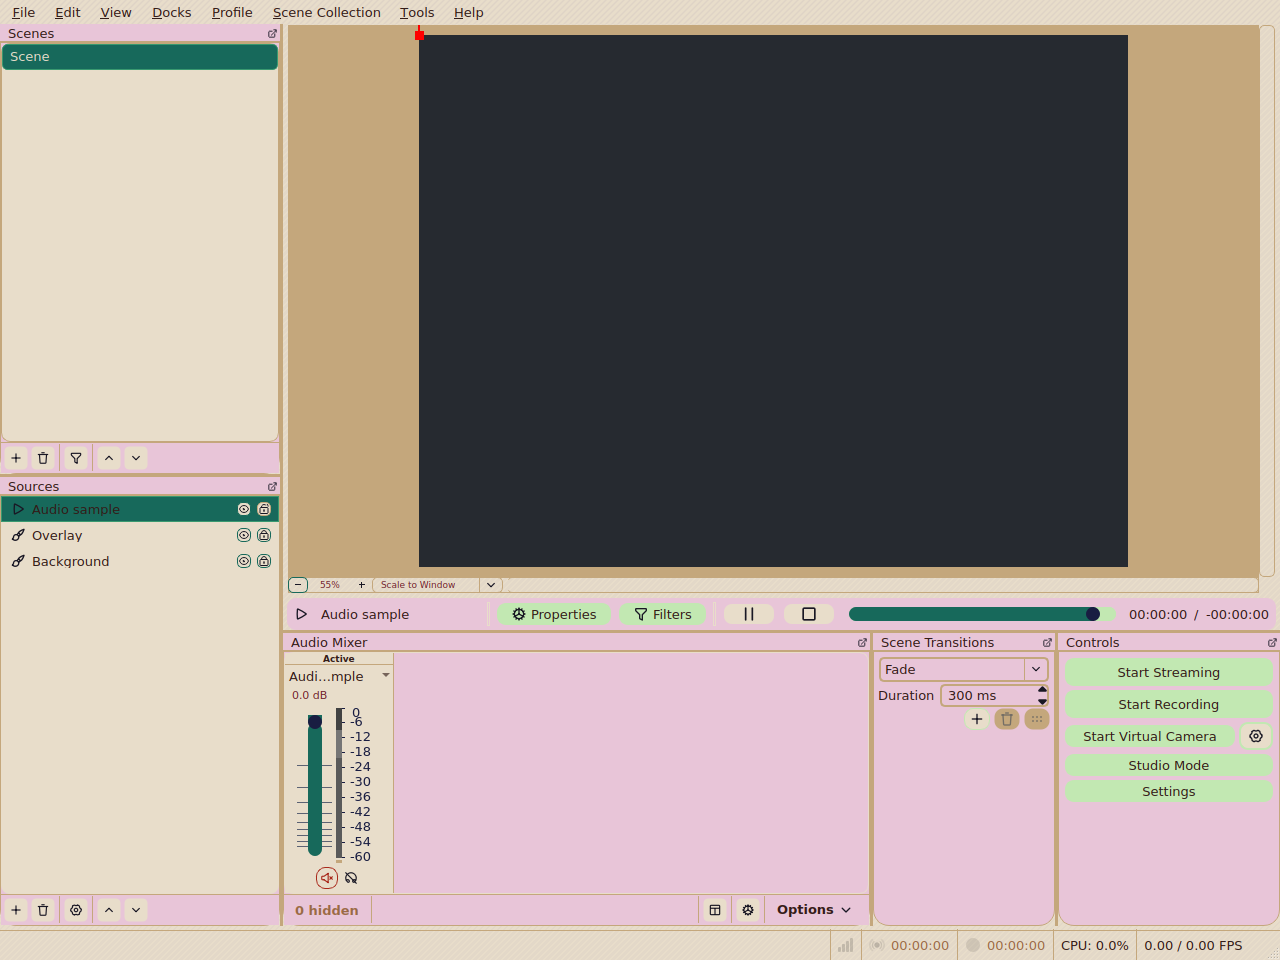 File Edit View Docks Profile Scene Collection Tools Help
Scenes
Scene
Sources
Audio sample
Overlay
Background
55%
Scale to Window
Audio sample
Properties
Filters
00:00:00 / -00:00:00
Audio Mixer
Active
Audi...mple
0.0 dB
0
-6
-12
-18
-24
-30
-36
-42
-48
-54
-60
0 hidden
Options
Scene Transitions
Fade
Duration 300 ms
Controls
Start Streaming
Start Recording
Start Virtual Camera
Studio Mode
Settings
00:00:00 00:00:00 CPU: 0.0% 0.00 / 0.00 FPS